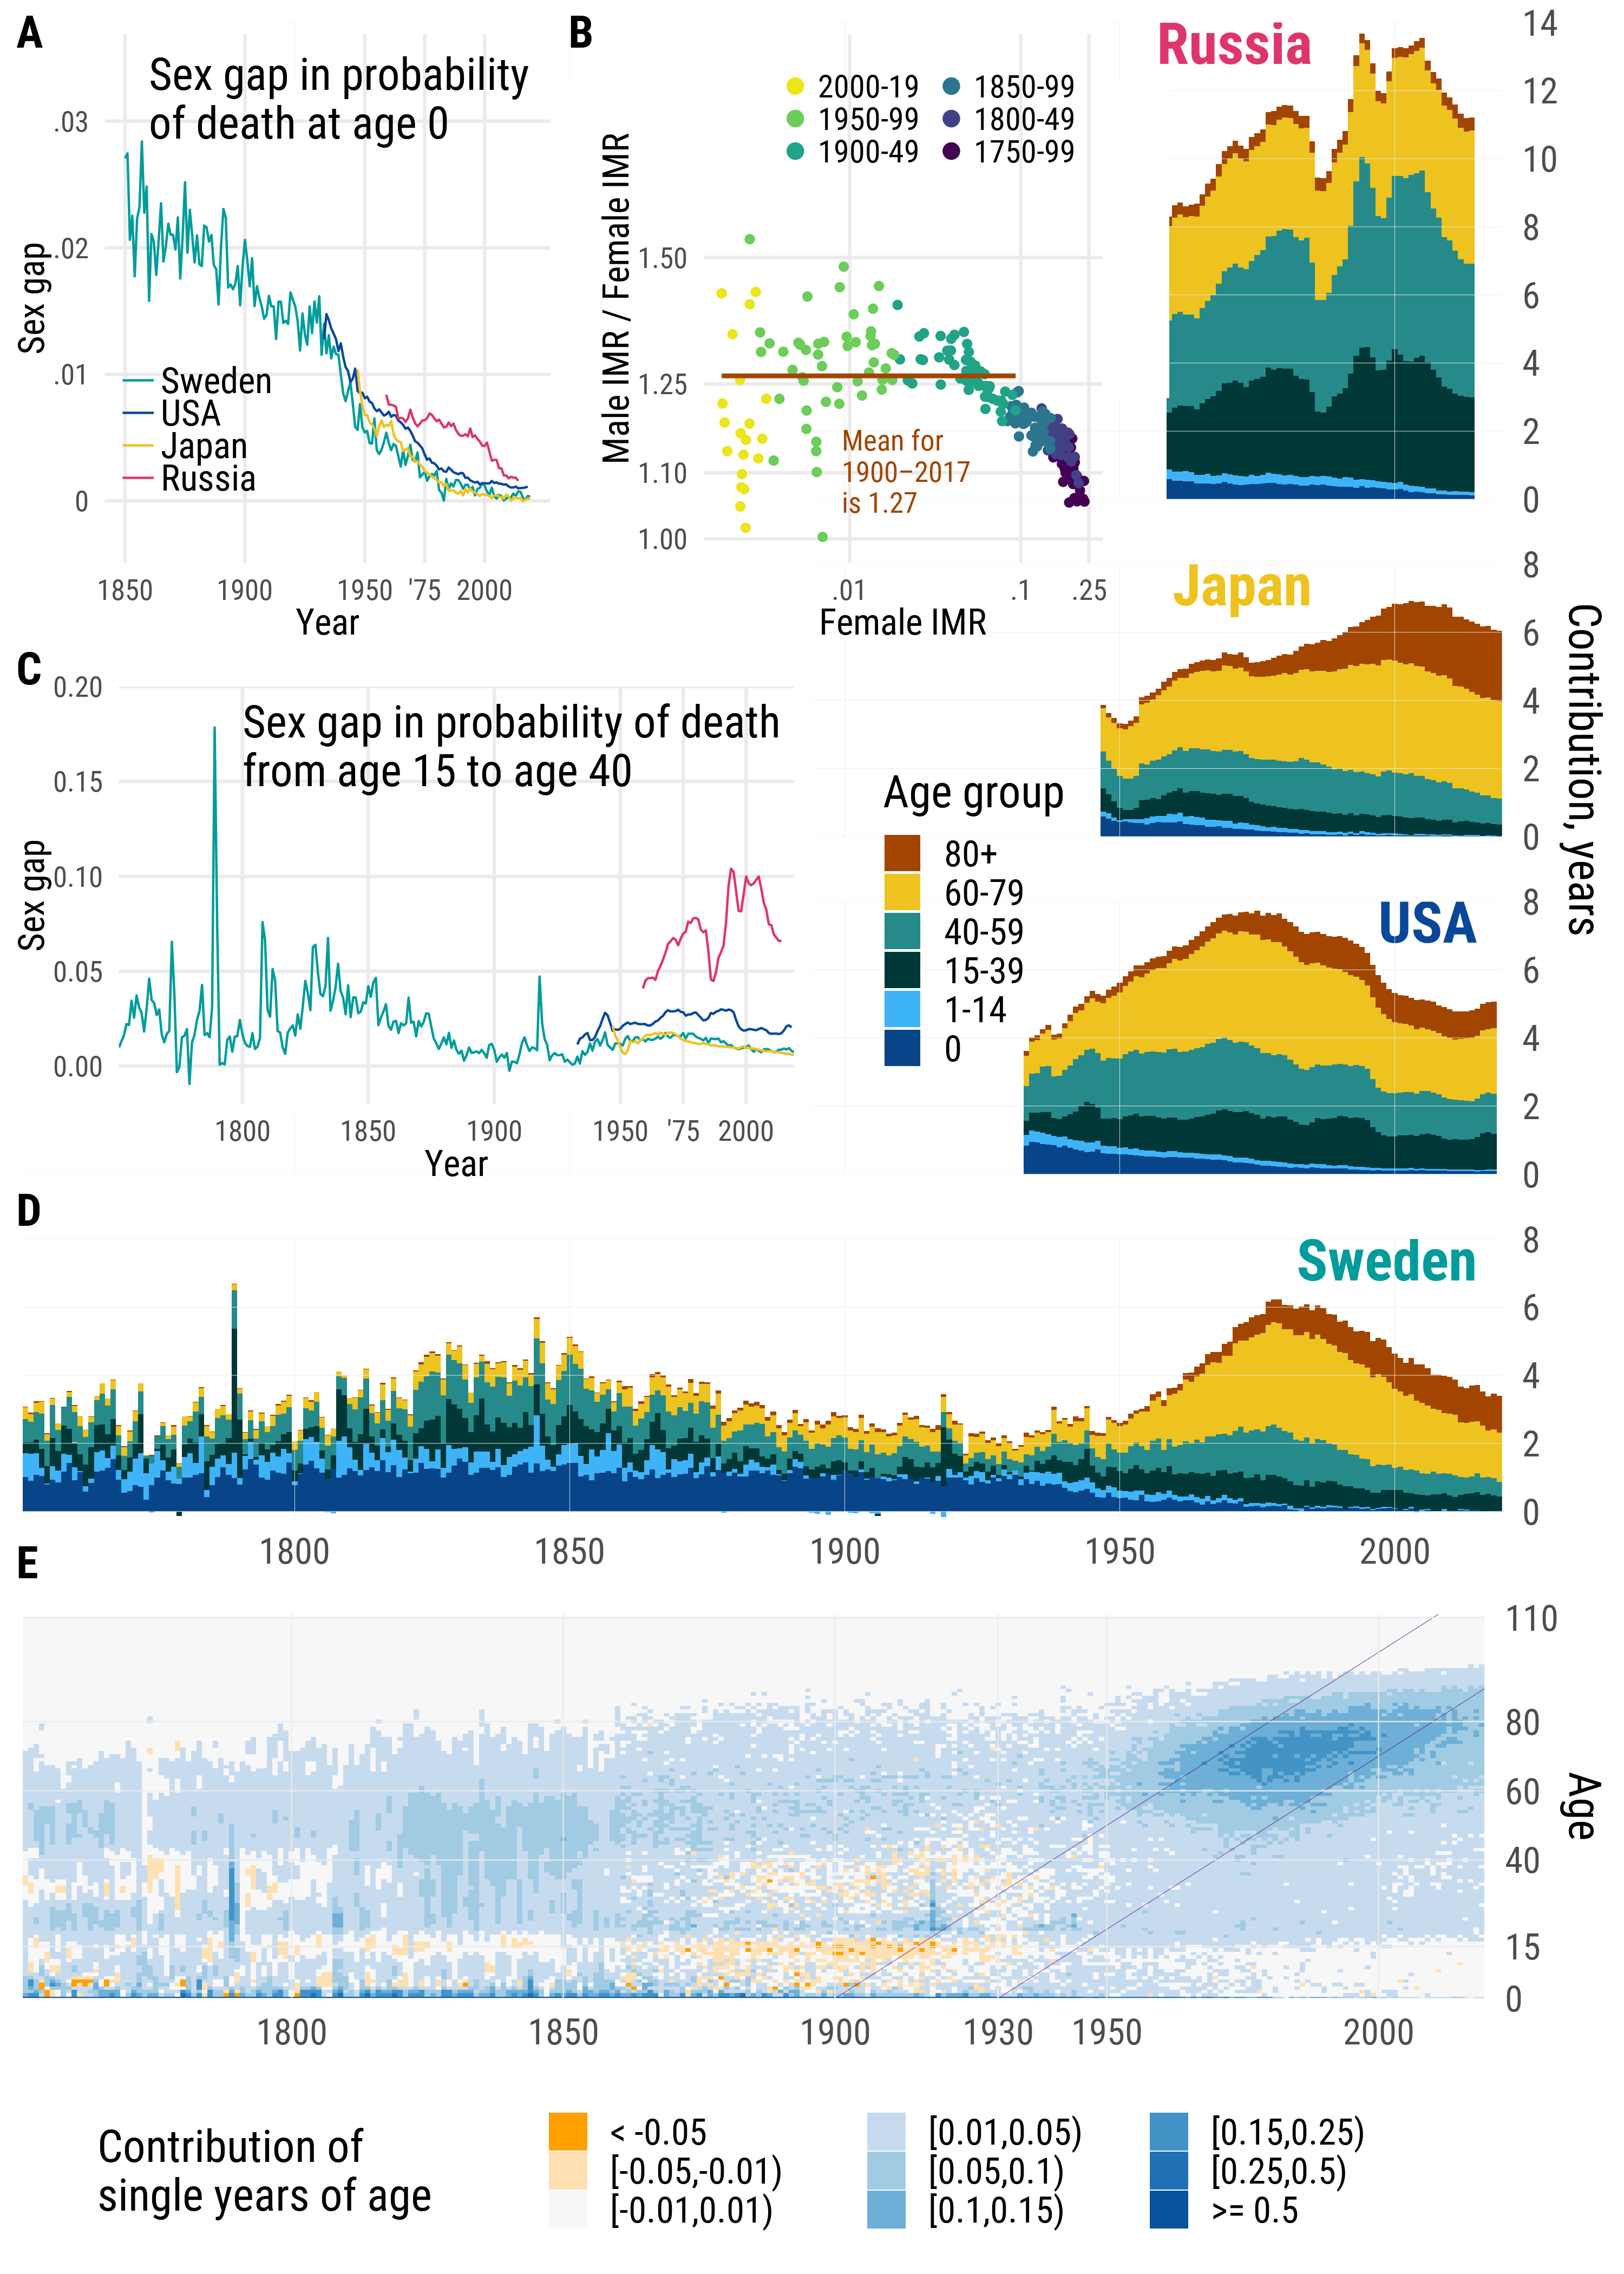 A
Sex gap in probability
of death at age 0
Sex gap
.03
.02
.01
0
Sweden
USA
Japan
Russia
1850
1900
1950
'75
2000
Year
B
2000-19
1950-99
1900-49
1850-99
1800-49
1750-99
Male IMR / Female IMR
1.50
1.25
1.10
1.00
Mean for
1900–2017
is 1.27
.01
.1
.25
Female IMR
Russia
14
12
10
8
6
4
2
0
Japan
8
6
4
2
0
Contribution, years
C
Sex gap in probability of death
from age 15 to age 40
Sex gap
0.20
0.15
0.10
0.05
0.00
1800
1850
1900
1950
'75
2000
Year
Age group
80+
60-79
40-59
15-39
1-14
0
USA
8
6
4
2
0
D
Sweden
8
6
4
2
0
1800
1850
1900
1950
2000
E
110
80
60
40
15
0
Age
1800
1850
1900
1930
1950
2000
Contribution of
single years of age
< -0.05
[-0.05,-0.01)
[-0.01,0.01)
[0.01,0.05)
[0.05,0.1)
[0.1,0.15)
[0.15,0.25)
[0.25,0.5)
>= 0.5